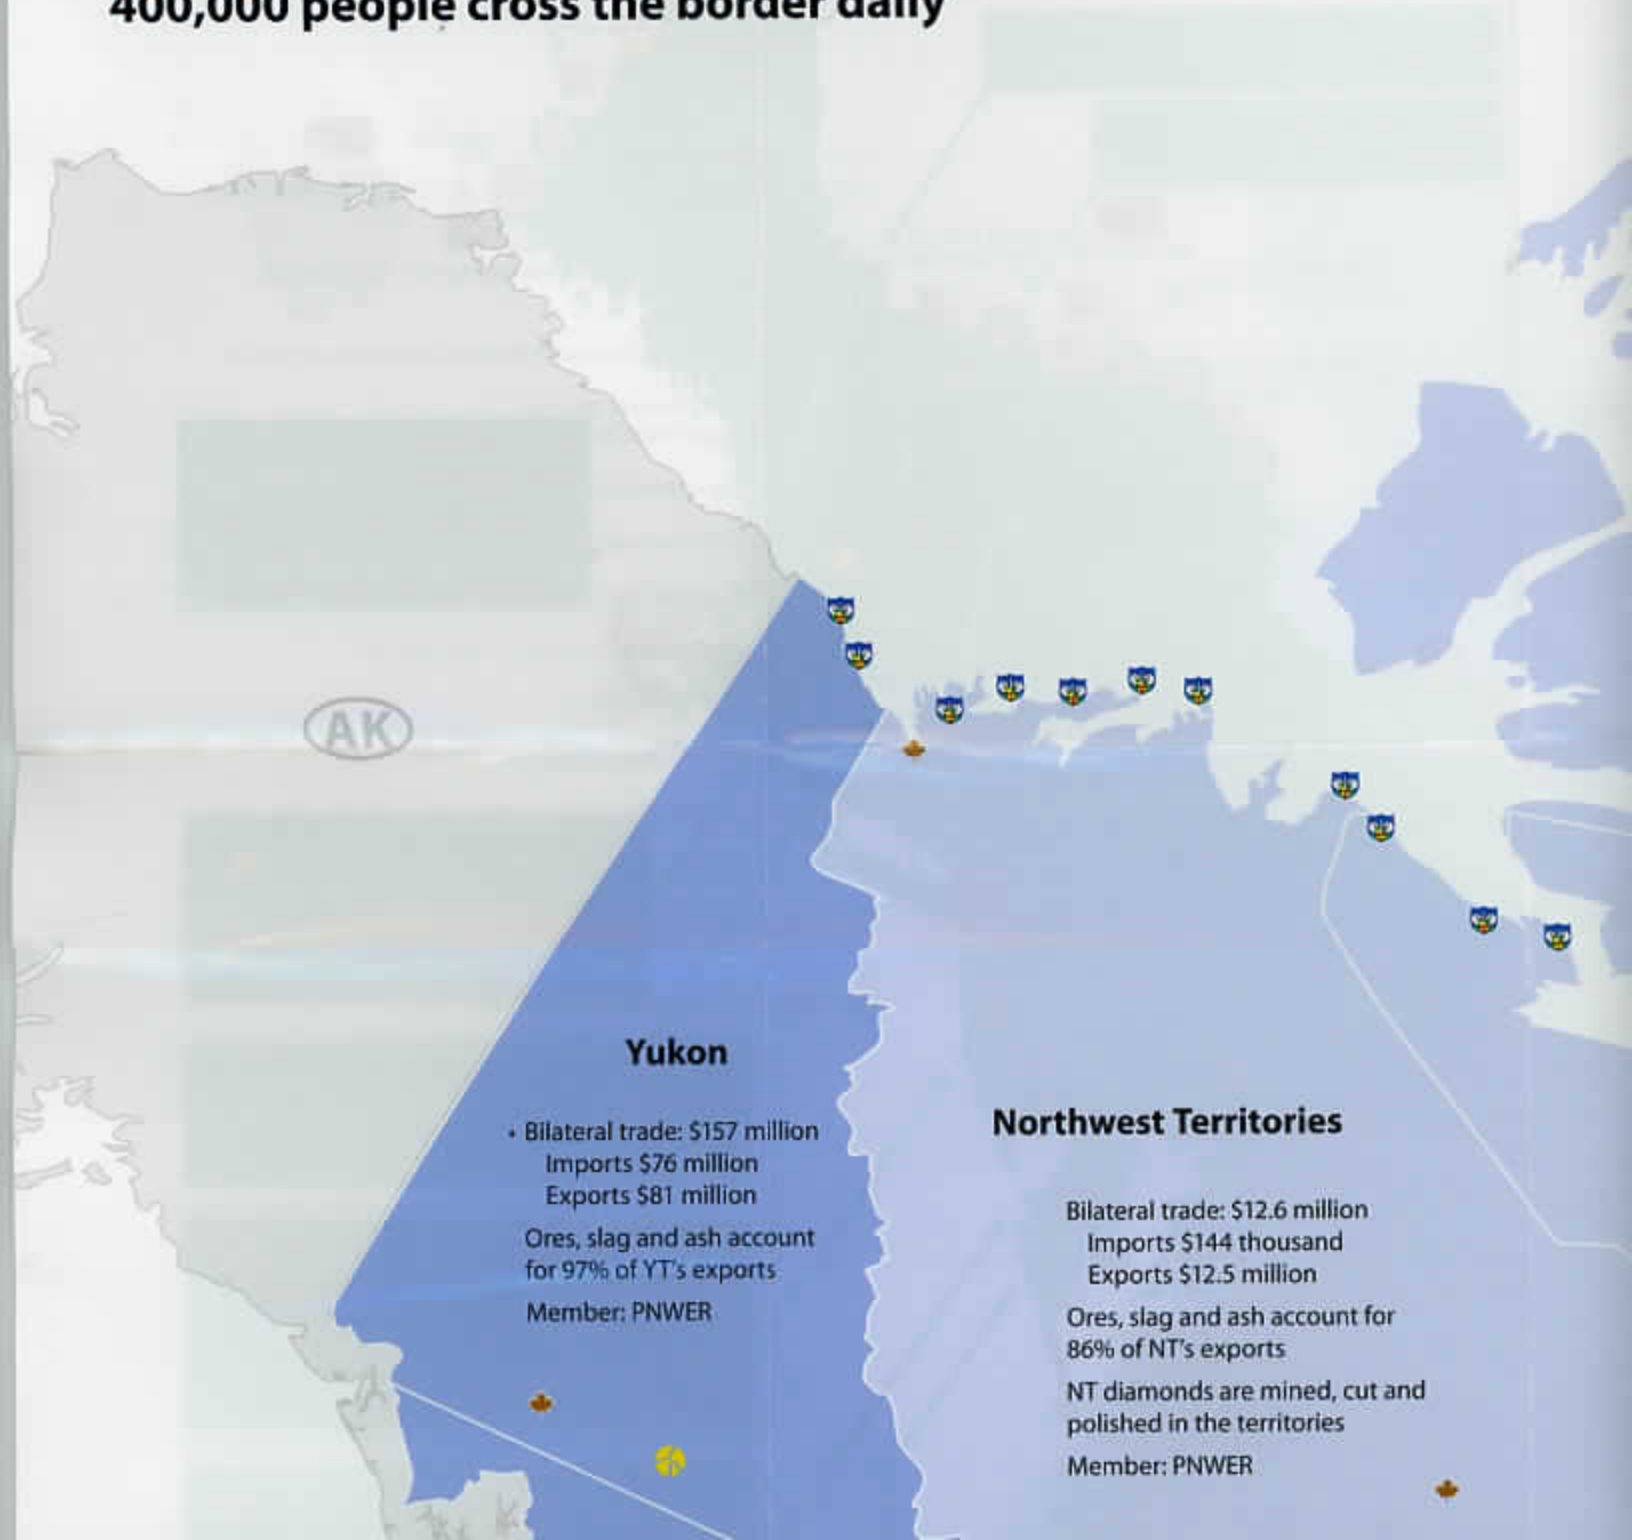 400,000 people cross the border daily
AK
Yukon
• Bilateral trade: $157 million
Imports $76 million
Exports $81 million
Ores, slag and ash account
for 97% of YT's exports
Member: PNWER
Northwest Territories
Bilateral trade: $12.6 million
Imports $144 thousand
Exports $12.5 million
Ores, slag and ash account for
86% of NT's exports
NT diamonds are mined, cut and
polished in the territories
Member: PNWER